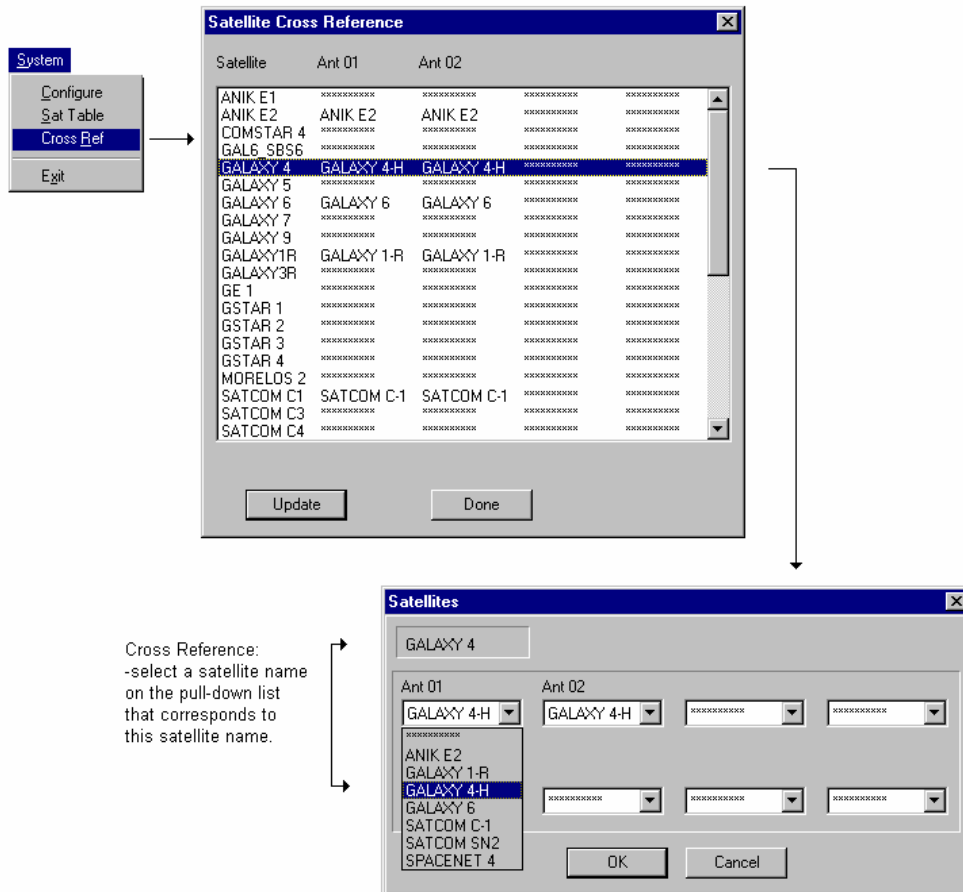 System
Configure
Sat Table
Cross Ref
Exit
Satellite Cross Reference
Satellite Ant 01 Ant 02
ANIK E1 ********** ********** ********** **********
ANIK E2 ANIK E2 ANIK E2 ********** **********
COMSTAR 4 ********** ********** ********** **********
GAL6_SBS6 ********** ********** ********** **********
GALAXY 4 GALAXY 4-H GALAXY 4-H ********** **********
GALAXY 5 ********** ********** ********** **********
GALAXY 6 GALAXY 6 GALAXY 6 ********** **********
GALAXY 7 ********** ********** ********** **********
GALAXY 9 ********** ********** ********** **********
GALAXY1R GALAXY 1-R GALAXY 1-R ********** **********
GALAXY3R ********** ********** ********** **********
GE 1 ********** ********** ********** **********
GSTAR 1 ********** ********** ********** **********
GSTAR 2 ********** ********** ********** **********
GSTAR 3 ********** ********** ********** **********
GSTAR 4 ********** ********** ********** **********
MORELOS 2 ********** ********** ********** **********
SATCOM C1 SATCOM C-1 SATCOM C-1 ********** **********
SATCOM C3 ********** ********** ********** **********
SATCOM C4 ********** ********** ********** **********
Update Done
Cross Reference:
-select a satellite name
on the pull-down list
that corresponds to
this satellite name.
Satellites
GALAXY 4
Ant 01 Ant 02
GALAXY 4-H GALAXY 4-H ********** **********
**********
ANIK E2
GALAXY 1-R
GALAXY 4-H
GALAXY 6
SATCOM C-1
SATCOM SN2
SPACENET 4
********** ********** **********
OK Cancel